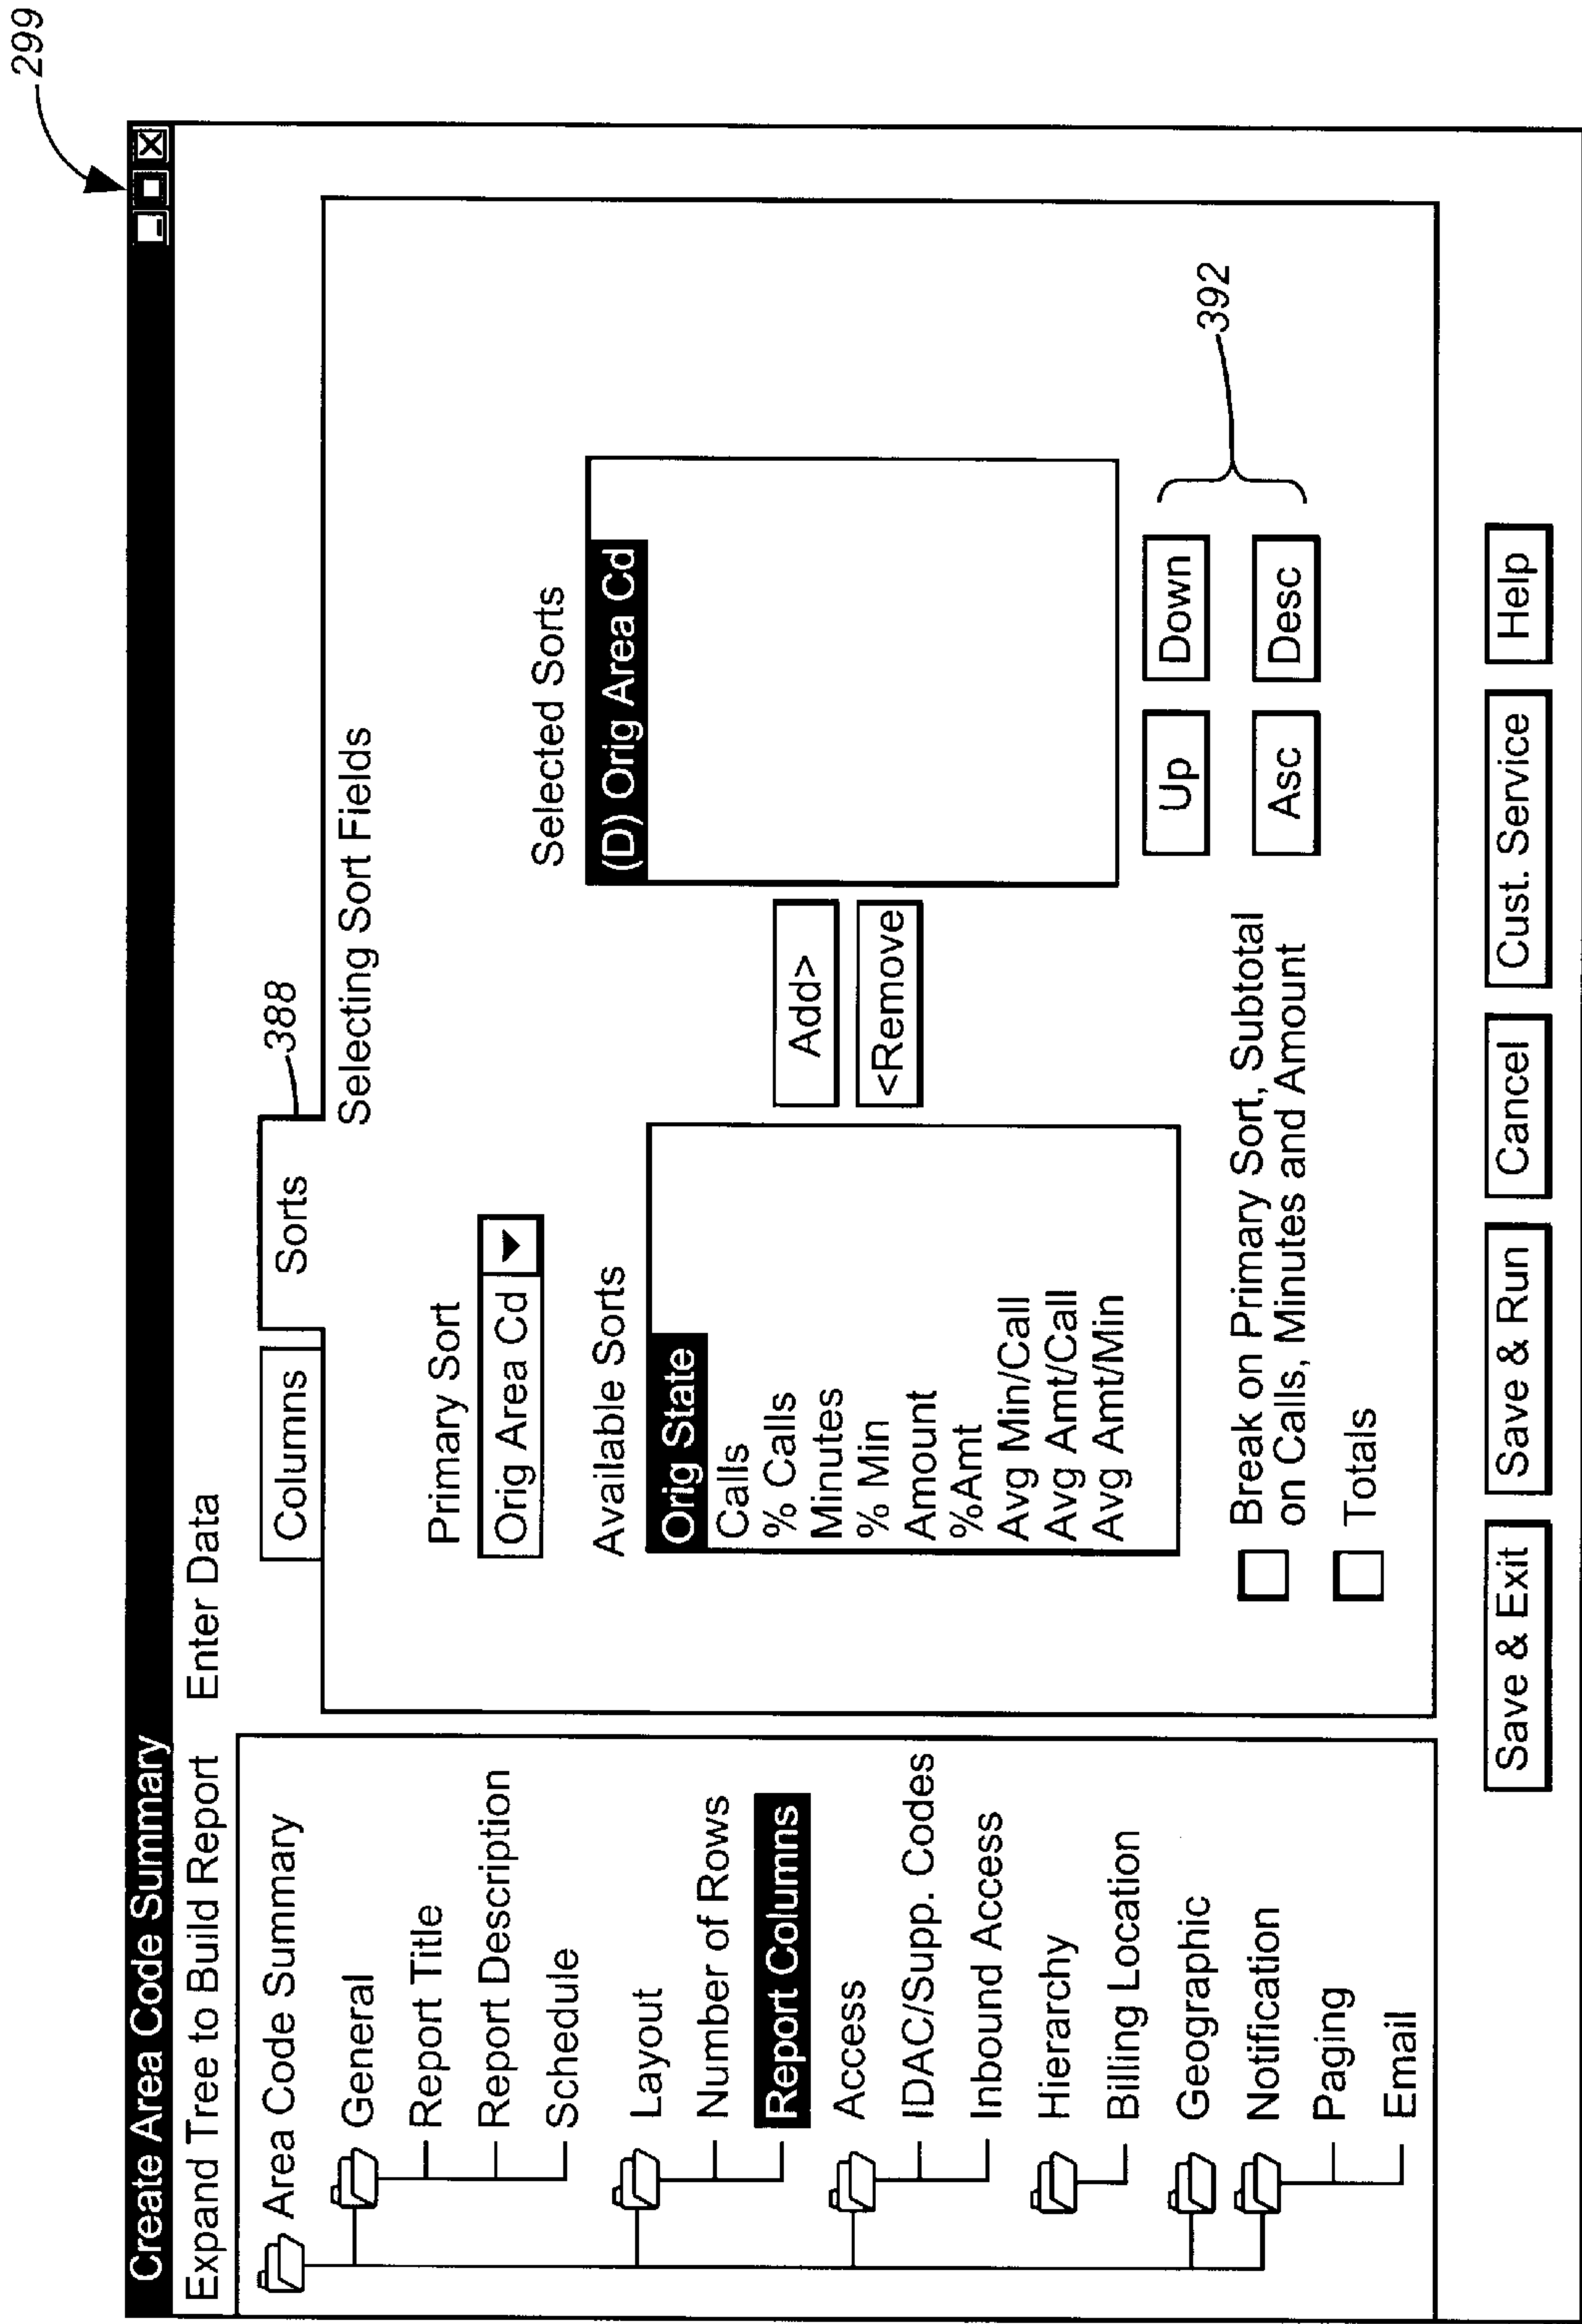 299
Create Area Code Summary
Expand Tree to Build Report
Enter Data
Area Code Summary
General
Report Title
Report Description
Schedule
Layout
Number of Rows
Report Columns
Access
IDAC/Supp. Codes
Inbound Access
Hierarchy
Billing Location
Geographic
Notification
Paging
Email
Columns
Sorts
388
Selecting Sort Fields
Primary Sort
Orig Area Cd
Available Sorts
Orig State
Calls
% Calls
Minutes
% Min
Amount
%Amt
Avg Min/Call
Avg Amt/Call
Avg Amt/Min
Add>
<Remove
Selected Sorts
(D) Orig Area Cd
Up
Down
Asc
Desc
392
Break on Primary Sort, Subtotal
on Calls, Minutes and Amount
Totals
Save & Exit
Save & Run
Cancel
Cust. Service
Help